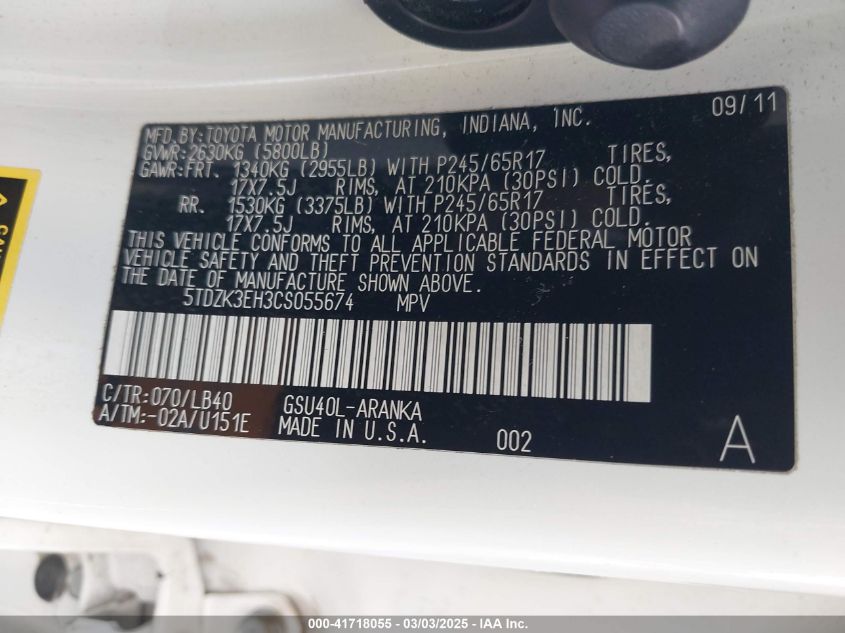 09/11
MFD. BY: TOYOTA MOTOR MANUFACTURING, INDIANA, INC.
GVWR: 2630KG (5800LB)
GAWR: FRT. 1340KG (2955LB) WITH P245/65R17 TIRES,
17X7.5J RIMS, AT 210KPA (30PSI) COLD.
RR. 1530KG (3375LB) WITH P245/65R17 TIRES,
17X7.5J RIMS, AT 210KPA (30PSI) COLD.
THIS VEHICLE CONFORMS TO ALL APPLICABLE FEDERAL MOTOR
VEHICLE SAFETY AND THEFT PREVENTION STANDARDS IN EFFECT ON
THE DATE OF MANUFACTURE SHOWN ABOVE.
5TDZK3EH3CS055674 MPV
C/TR: 070/LB40 GSU40L-ARANKA
A/TM: -02A/U151E MADE IN U.S.A. 002 A
000-41718055 - 03/03/2025 - IAA Inc.